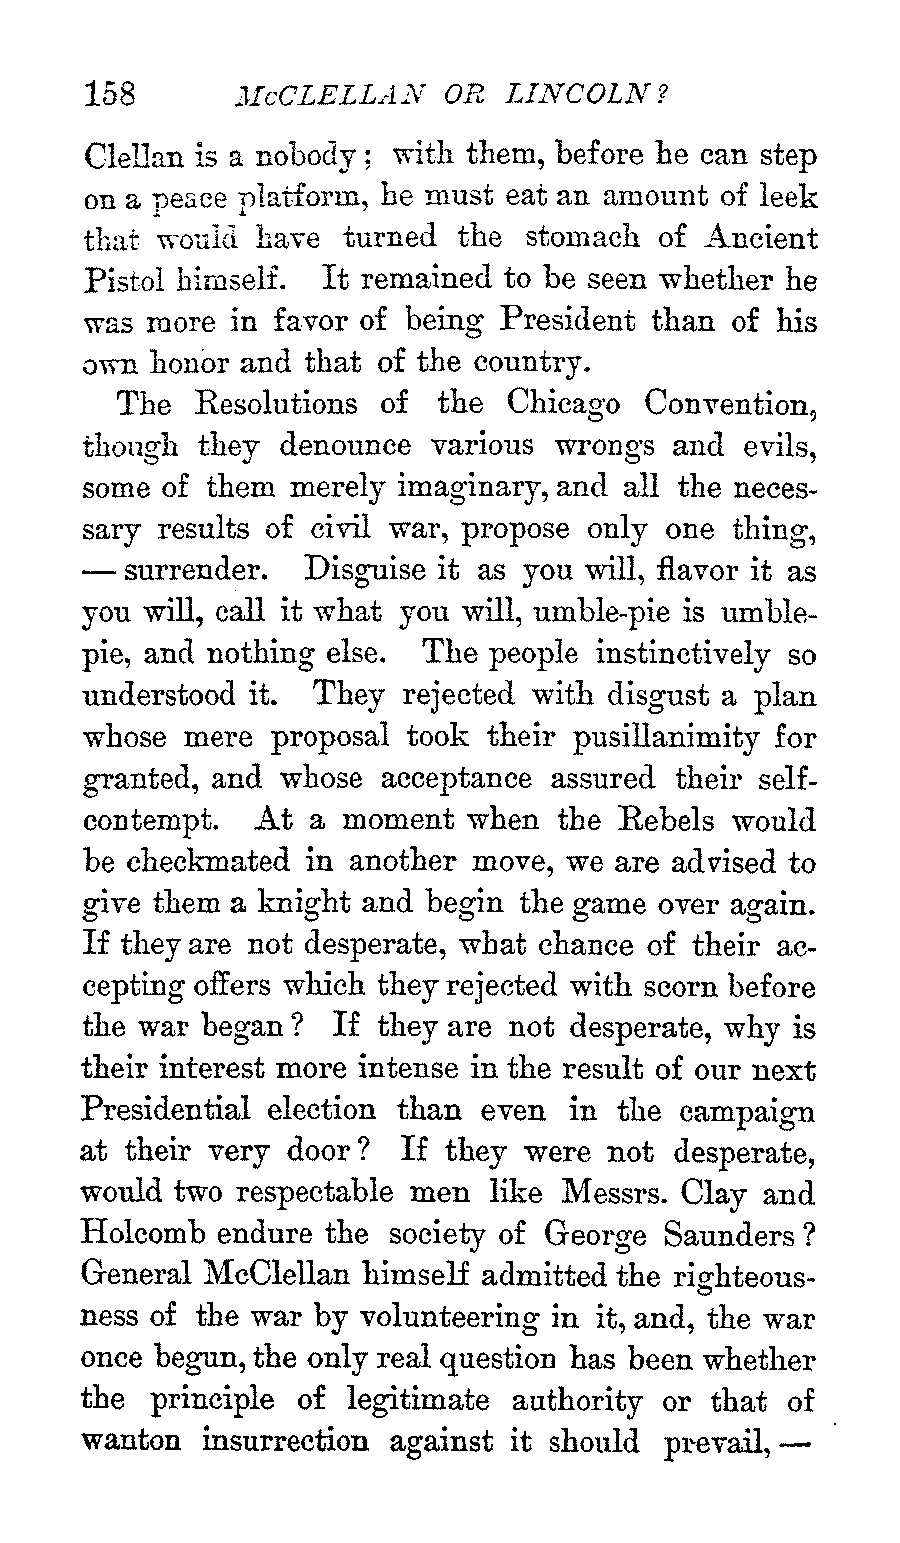 158 McCLELLAN OR LINCOLN?
Clellan is a nobody; with them, before he can step
on a peace platform, he must eat an amount of leek
that would have turned the stomach of Ancient
Pistol himself. It remained to be seen whether he
was more in favor of being President than of his
own honor and that of the country.
The Resolutions of the Chicago Convention,
though they denounce various wrongs and evils,
some of them merely imaginary, and all the neces-
sary results of civil war, propose only one thing,
— surrender. Disguise it as you will, flavor it as
you will, call it what you will, umble-pie is umble-
pie, and nothing else. The people instinctively so
understood it. They rejected with disgust a plan
whose mere proposal took their pusillanimity for
granted, and whose acceptance assured their self-
contempt. At a moment when the Rebels would
be checkmated in another move, we are advised to
give them a knight and begin the game over again.
If they are not desperate, what chance of their ac-
cepting offers which they rejected with scorn before
the war began? If they are not desperate, why is
their interest more intense in the result of our next
Presidential election than even in the campaign
at their very door? If they were not desperate,
would two respectable men like Messrs. Clay and
Holcomb endure the society of George Saunders?
General McClellan himself admitted the righteous-
ness of the war by volunteering in it, and, the war
once begun, the only real question has been whether
the principle of legitimate authority or that of
wanton insurrection against it should prevail, —